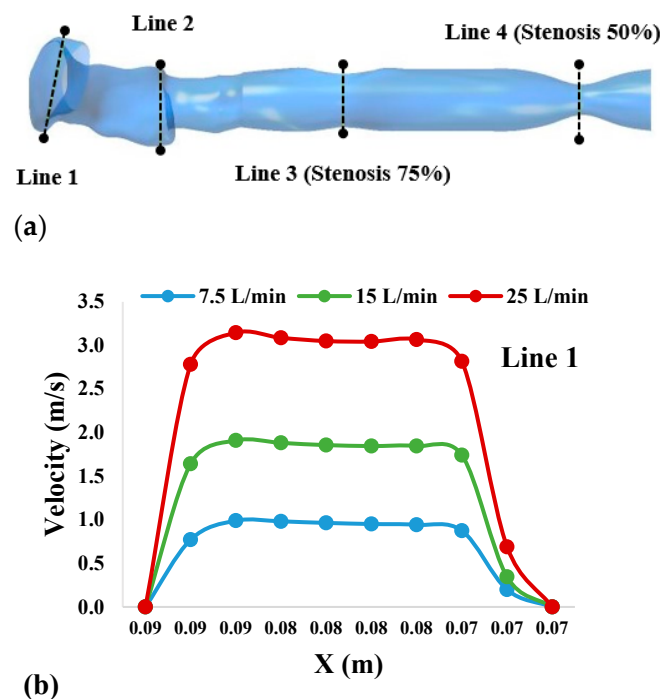 Line 2
Line 4 (Stenosis 50%)
Line 1
Line 3 (Stenosis 75%)
(a)
7.5 L/min 15 L/min 25 L/min
3.5
3.0
2.5
2.0
1.5
1.0
0.5
0.0
Velocity (m/s)
Line 1
0.09 0.09 0.09 0.08 0.08 0.08 0.08 0.07 0.07 0.07
X (m)
(b)